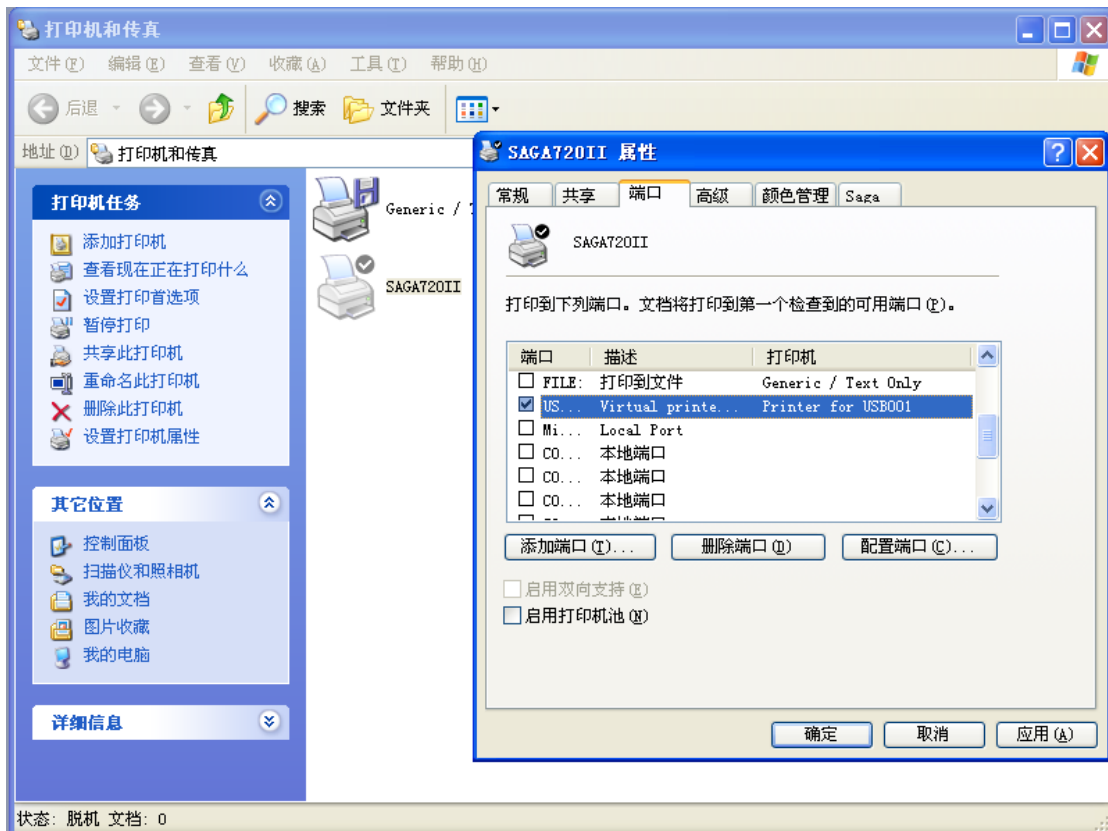 打印机和传真
文件(F) 编辑(E) 查看(V) 收藏(A) 工具(T) 帮助(H)
后退 搜索 文件夹
地址(D) 打印机和传真
打印机任务
添加打印机
查看现在正在打印什么
设置打印首选项
暂停打印
共享此打印机
重命名此打印机
删除此打印机
设置打印机属性
其它位置
控制面板
扫描仪和照相机
我的文档
图片收藏
我的电脑
详细信息
Generic /
SAGA720II
SAGA720II 属性
常规 共享 端口 高级 颜色管理 Saga
SAGA720II
打印到下列端口。文档将打印到第一个检查到的可用端口(P)。
端口 描述 打印机
FILE: 打印到文件 Generic / Text Only
US... Virtual printe... Printer for USB001
Mi... Local Port
CO... 本地端口
CO... 本地端口
CO... 本地端口
添加端口(T)... 删除端口(D) 配置端口(C)...
启用双向支持(E)
启用打印机池(N)
确定 取消 应用(A)
状态: 脱机 文档: 0